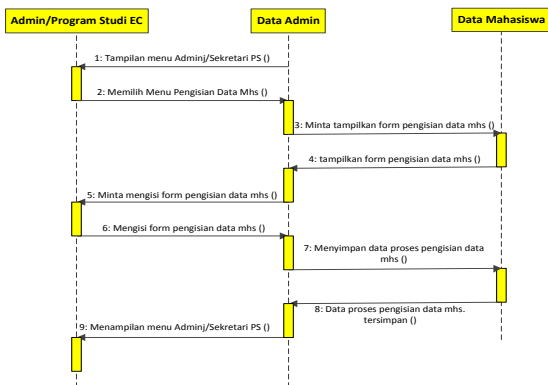 Admin/Program Studi EC
Data Admin
Data Mahasiswa
1: Tampilan menu Adminj/Sekretari PS ()
2: Memilih Menu Pengisian Data Mhs ()
3: Minta tampilkan form pengisian data mhs ()
4: tampilkan form pengisian data mhs ()
5: Minta mengisi form pengisian data mhs ()
6: Mengisi form pengisian data mhs ()
7: Menyimpan data proses pengisian data
mhs ()
8: Data proses pengisian data mhs.
tersimpan ()
9: Menampilan menu Adminj/Sekretari PS ()